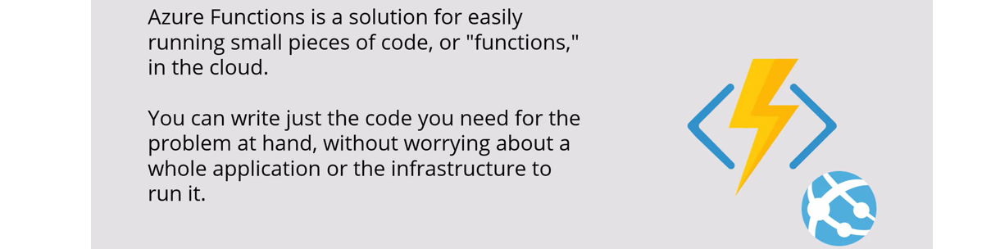 Azure Functions is a solution for easily
running small pieces of code, or "functions,"
in the cloud.
You can write just the code you need for the
problem at hand, without worrying about a
whole application or the infrastructure to
run it.